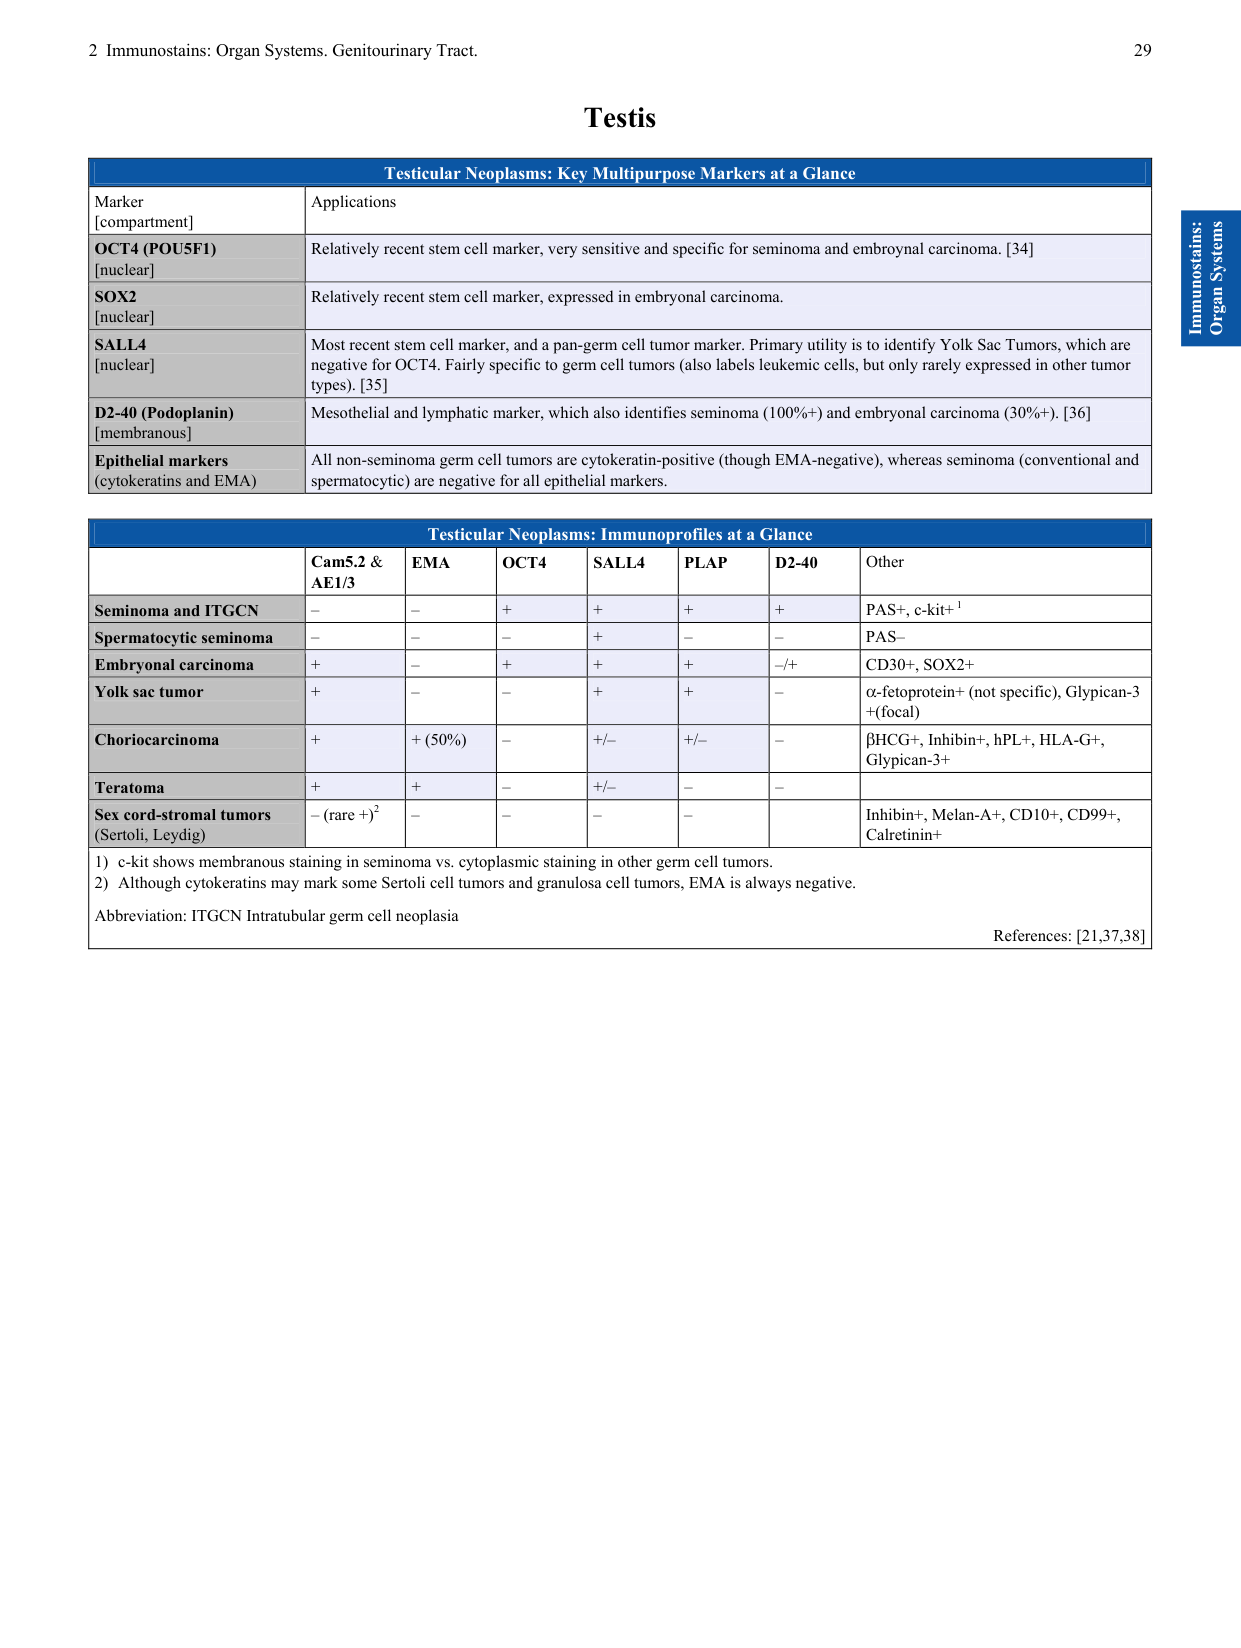 2 Immunostains: Organ Systems. Genitourinary Tract. 29
Testis
Testicular Neoplasms: Key Multipurpose Markers at a Glance
Marker Applications
[compartment]
OCT4 (POU5F1) Relatively recent stem cell marker, very sensitive and specific for seminoma and embroynal carcinoma. [34]
[nuclear]
SOX2 Relatively recent stem cell marker, expressed in embryonal carcinoma.
[nuclear]
SALL4 Most recent stem cell marker, and a pan-germ cell tumor marker. Primary utility is to identify Yolk Sac Tumors, which are
[nuclear] negative for OCT4. Fairly specific to germ cell tumors (also labels leukemic cells, but only rarely expressed in other tumor
types). [35]
D2-40 (Podoplanin) Mesothelial and lymphatic marker, which also identifies seminoma (100%+) and embryonal carcinoma (30%+). [36]
[membranous]
Epithelial markers All non-seminoma germ cell tumors are cytokeratin-positive (though EMA-negative), whereas seminoma (conventional and
(cytokeratins and EMA) spermatocytic) are negative for all epithelial markers.
Testicular Neoplasms: Immunoprofiles at a Glance
Cam5.2 & EMA OCT4 SALL4 PLAP D2-40 Other
AE1/3
Seminoma and ITGCN – – + + + + PAS+, c-kit+ 1
Spermatocytic seminoma – – – + – – PAS–
Embryonal carcinoma + – + + + –/+ CD30+, SOX2+
Yolk sac tumor + – – + + – α-fetoprotein+ (not specific), Glypican-3
+(focal)
Choriocarcinoma + + (50%) – +/– +/– – βHCG+, Inhibin+, hPL+, HLA-G+,
Glypican-3+
Teratoma + + – +/– – –
Sex cord-stromal tumors – (rare +)2 – – – – Inhibin+, Melan-A+, CD10+, CD99+,
(Sertoli, Leydig) Calretinin+
1) c-kit shows membranous staining in seminoma vs. cytoplasmic staining in other germ cell tumors.
2) Although cytokeratins may mark some Sertoli cell tumors and granulosa cell tumors, EMA is always negative.
Abbreviation: ITGCN Intratubular germ cell neoplasia
References: [21,37,38]
Immunostains:
Organ Systems